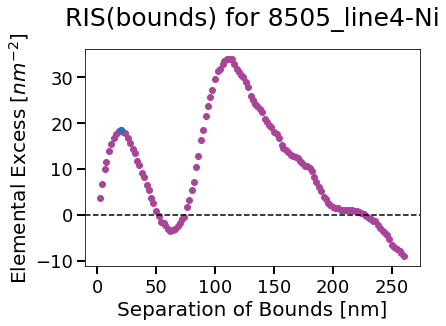 RIS(bounds) for 8505_line4-Ni
Elemental Excess [nm⁻²]
30
20
10
0
−10
0 50 100 150 200 250
Separation of Bounds [nm]